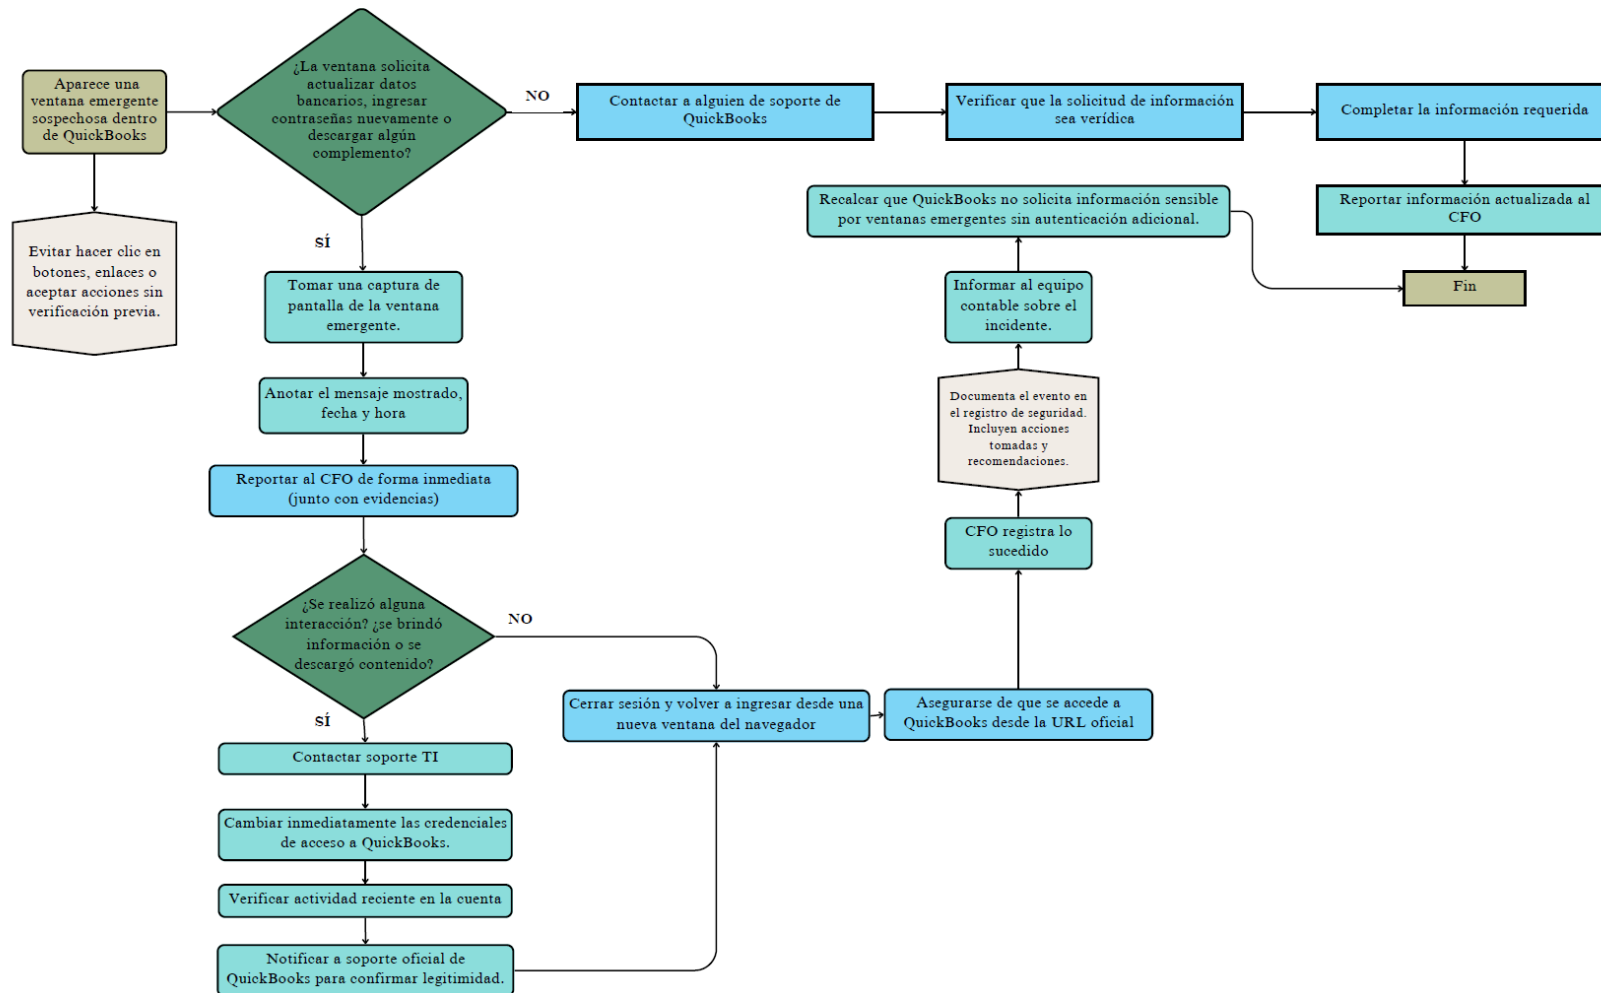 Aparece una
ventana emergente
sospechosa dentro
de QuickBooks
Evitar hacer clic en
botones, enlaces o
aceptar acciones sin
verificación previa.
¿La ventana solicita
actualizar datos
bancarios, ingresar
contraseñas nuevamente o
descargar algún
complemento?
NO
Contactar a alguien de soporte de
QuickBooks
Verificar que la solicitud de información
sea verídica
Completar la información requerida
Reportar información actualizada al
CFO
Fin
SÍ
Tomar una captura de
pantalla de la ventana
emergente.
Anotar el mensaje mostrado,
fecha y hora
Reportar al CFO de forma inmediata
(junto con evidencias)
¿Se realizó alguna
interacción? ¿se brindó
información o se
descargó contenido?
NO
SÍ
Contactar soporte TI
Cambiar inmediatamente las credenciales
de acceso a QuickBooks.
Verificar actividad reciente en la cuenta
Notificar a soporte oficial de
QuickBooks para confirmar legitimidad.
Cerrar sesión y volver a ingresar desde una
nueva ventana del navegador
Asegurarse de que se accede a
QuickBooks desde la URL oficial
CFO registra lo
sucedido
Documenta el evento en
el registro de seguridad.
Incluyen acciones
tomadas y
recomendaciones.
Informar al equipo
contable sobre el
incidente.
Recalcar que QuickBooks no solicita información sensible
por ventanas emergentes sin autenticación adicional.